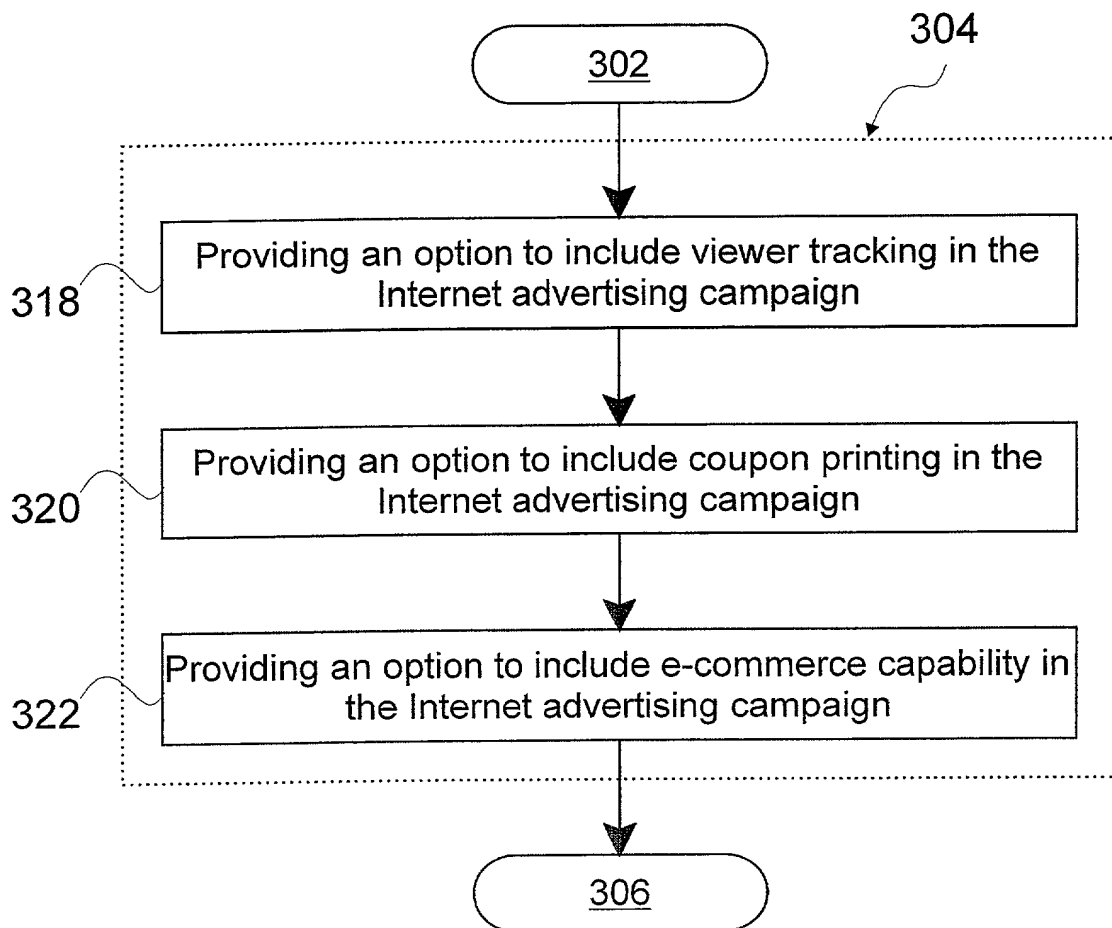 304
302
Providing an option to include viewer tracking in the
Internet advertising campaign
318
Providing an option to include coupon printing in the
Internet advertising campaign
320
Providing an option to include e-commerce capability in
the Internet advertising campaign
322
306